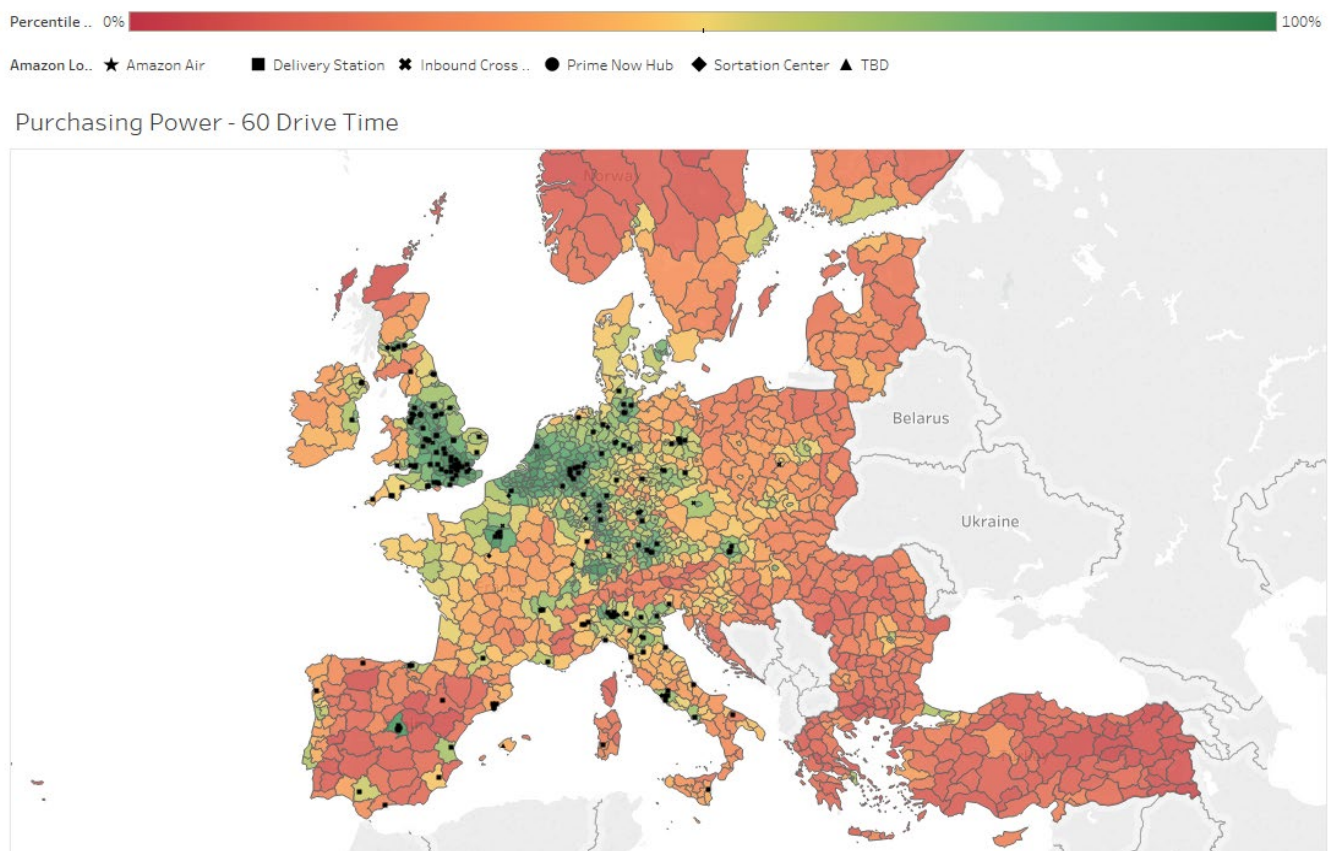 Percentile .. 0% 100%
Amazon Lo.. Amazon Air Delivery Station Inbound Cross .. Prime Now Hub Sortation Center TBD
Purchasing Power - 60 Drive Time
Norway
Belarus
Ukraine